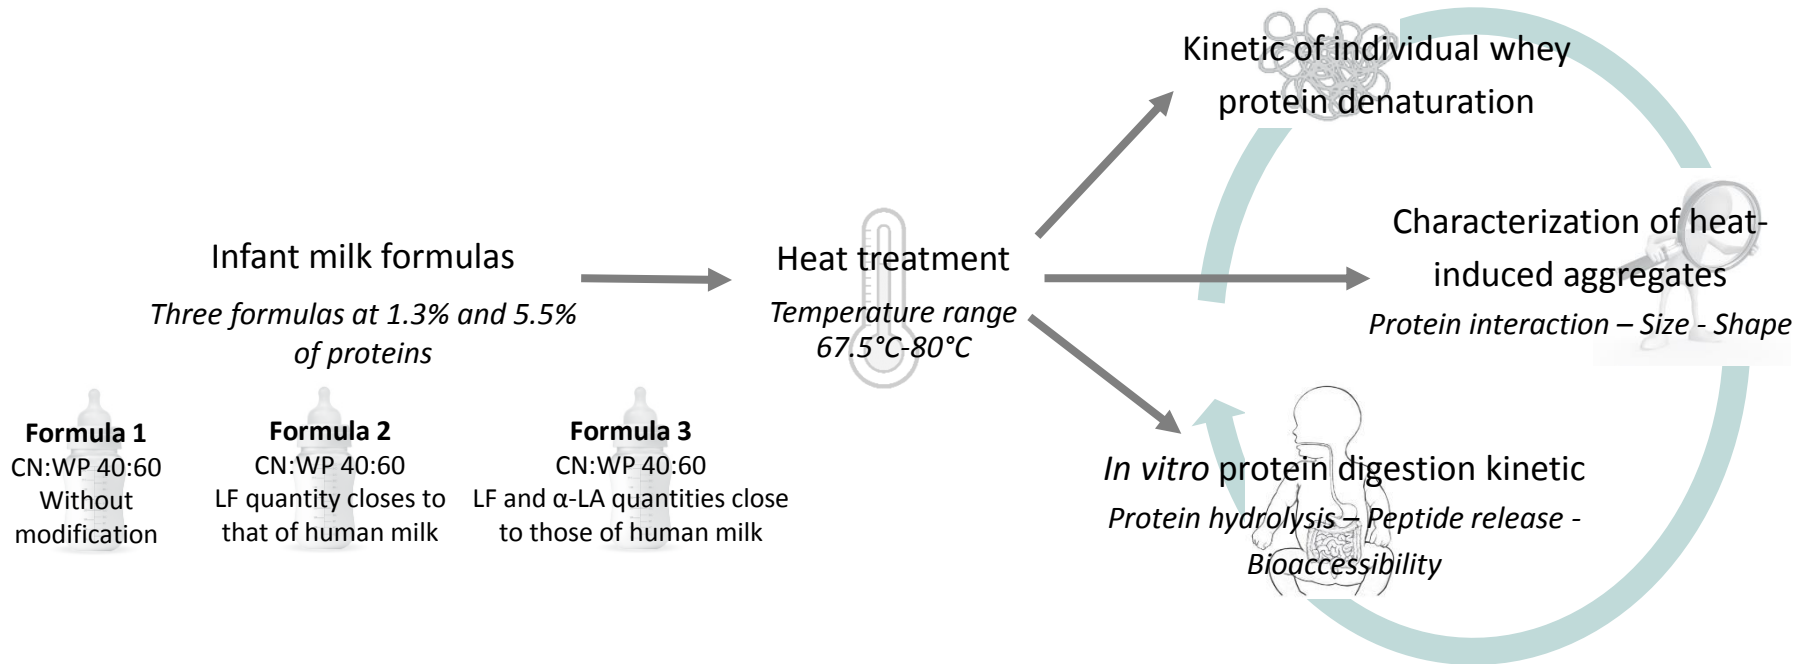 Kinetic of individual whey
protein denaturation
Infant milk formulas
Three formulas at 1.3% and 5.5%
of proteins
Heat treatment
Temperature range
67.5°C-80°C
Characterization of heat-
induced aggregates
Protein interaction – Size - Shape
Formula 1
CN:WP 40:60
Without
modification
Formula 2
CN:WP 40:60
LF quantity closes to
that of human milk
Formula 3
CN:WP 40:60
LF and α-LA quantities close
to those of human milk
In vitro protein digestion kinetic
Protein hydrolysis – Peptide release -
Bioaccessibility